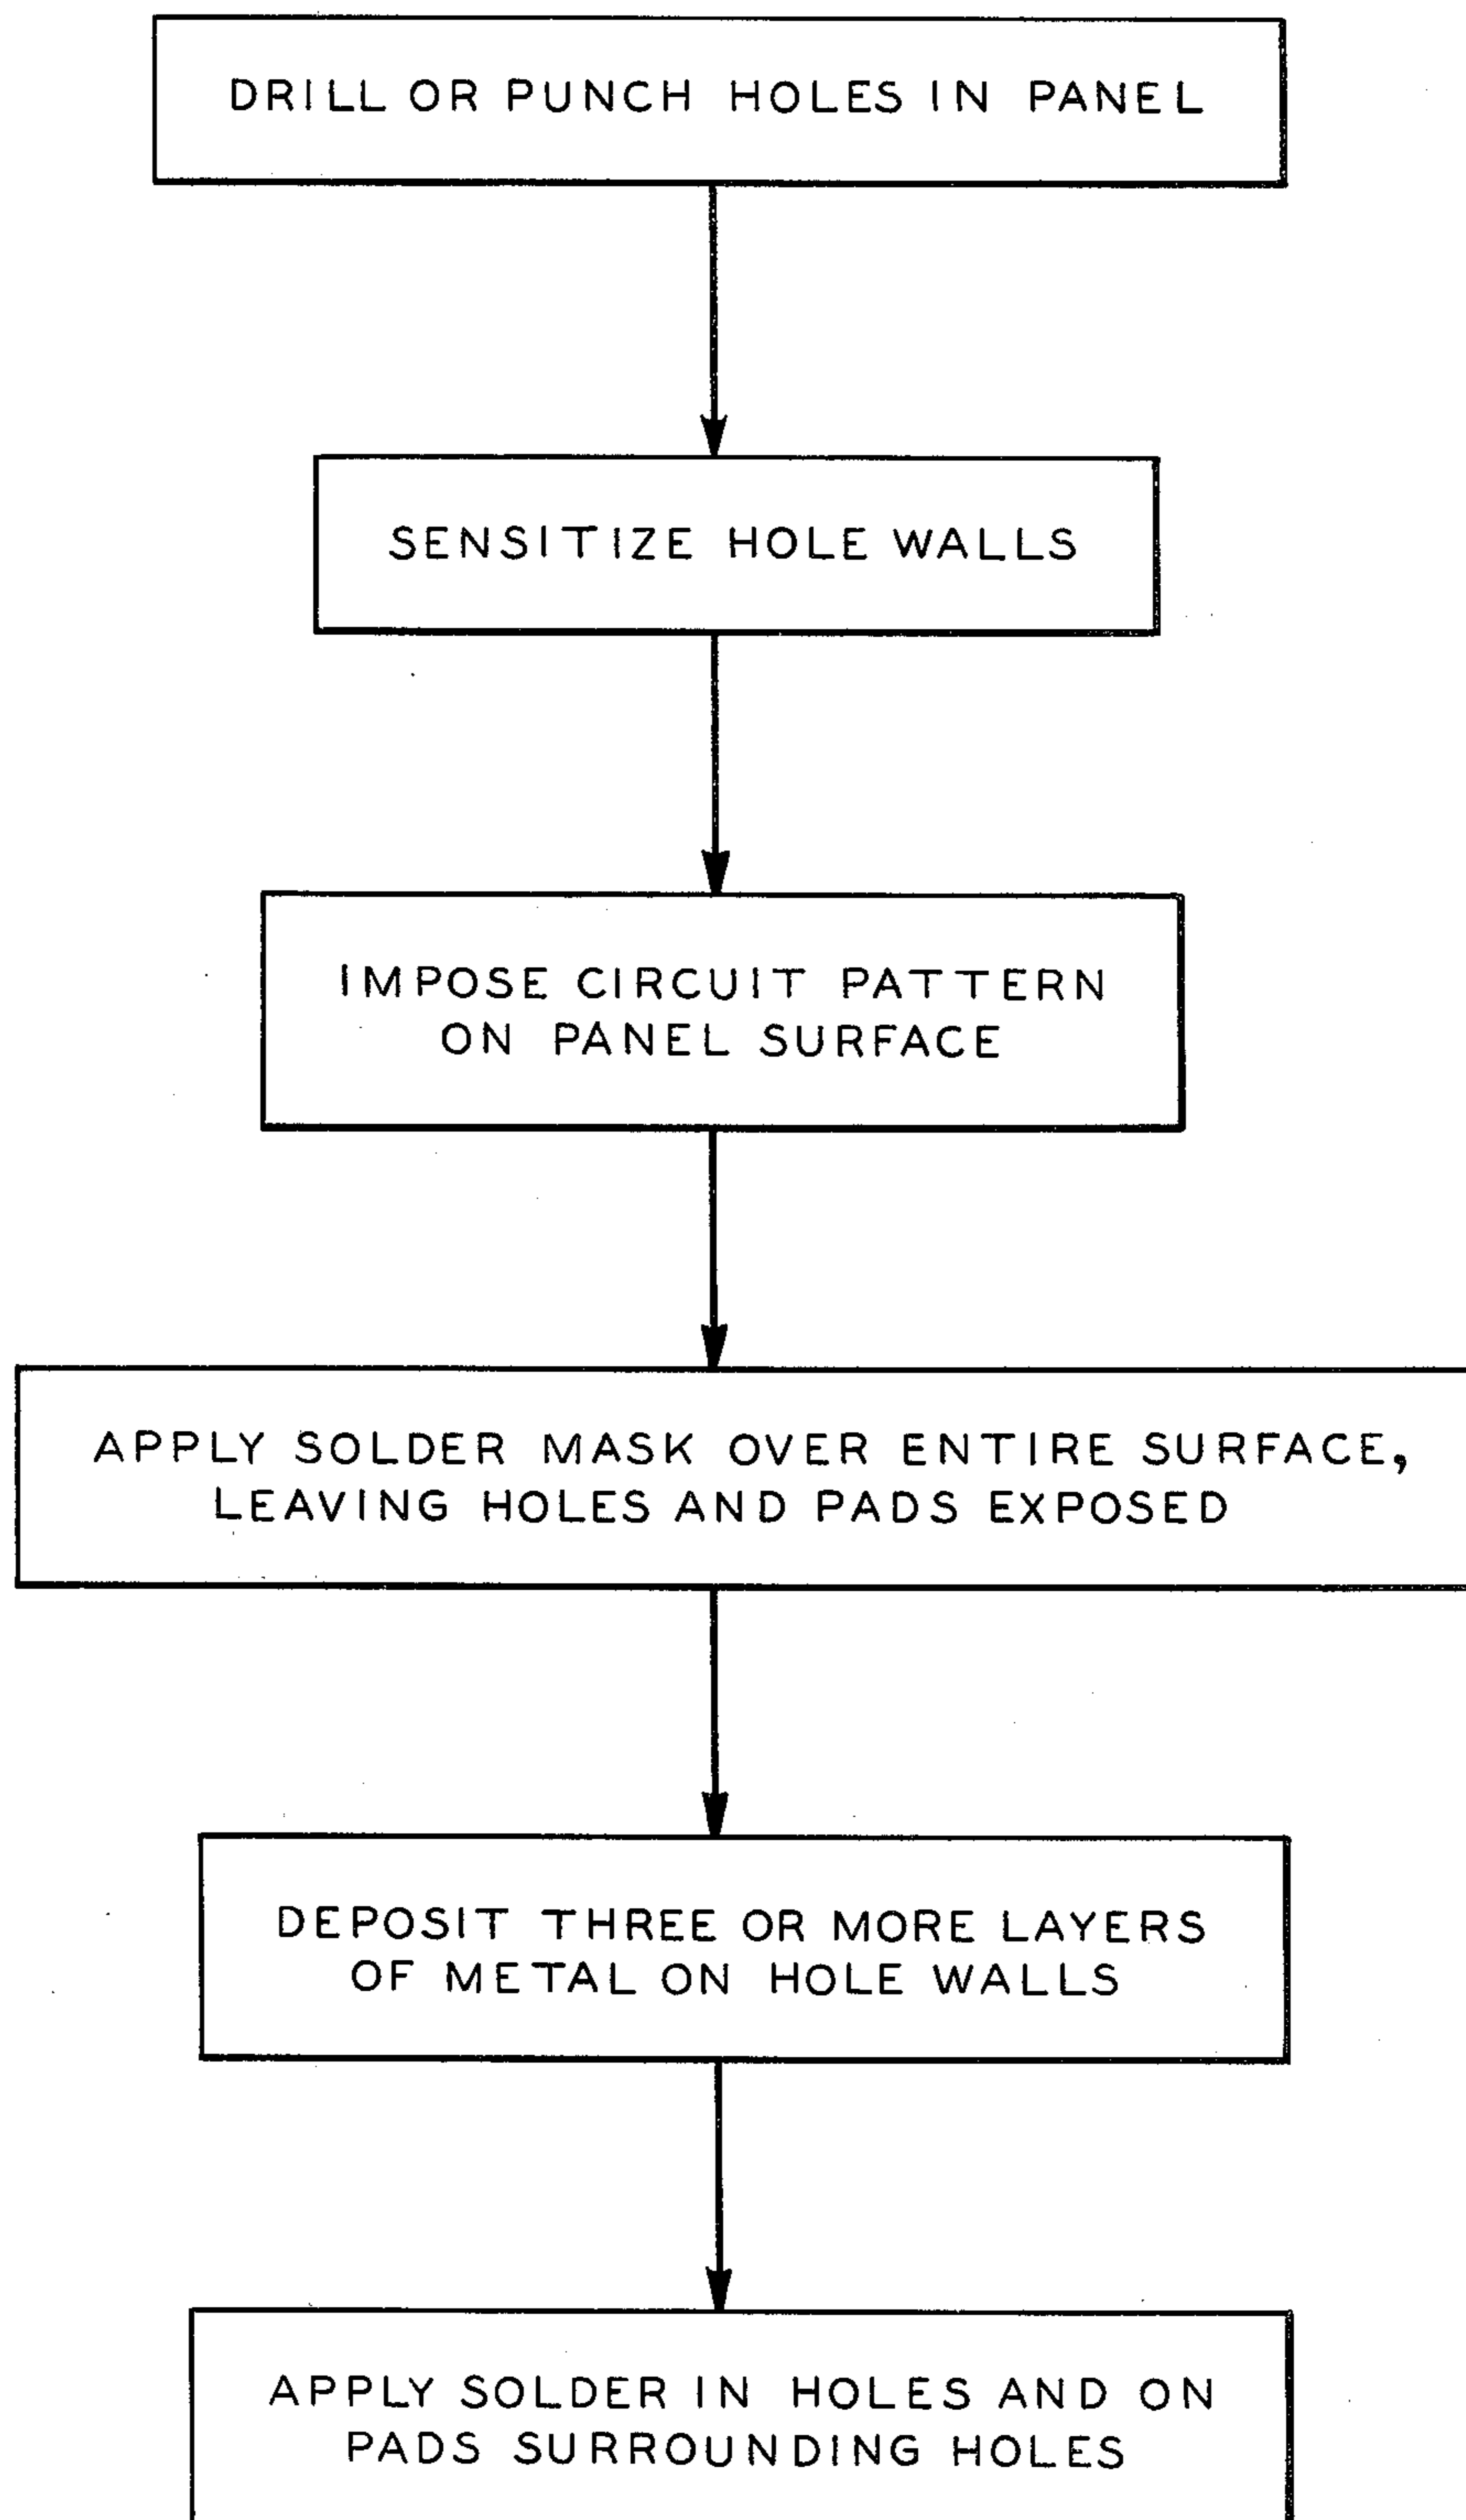 DRILL OR PUNCH HOLES IN PANEL
SENSITIZE HOLE WALLS
IMPOSE CIRCUIT PATTERN
ON PANEL SURFACE
APPLY SOLDER MASK OVER ENTIRE SURFACE,
LEAVING HOLES AND PADS EXPOSED
DEPOSIT THREE OR MORE LAYERS
OF METAL ON HOLE WALLS
APPLY SOLDER IN HOLES AND ON
PADS SURROUNDING HOLES